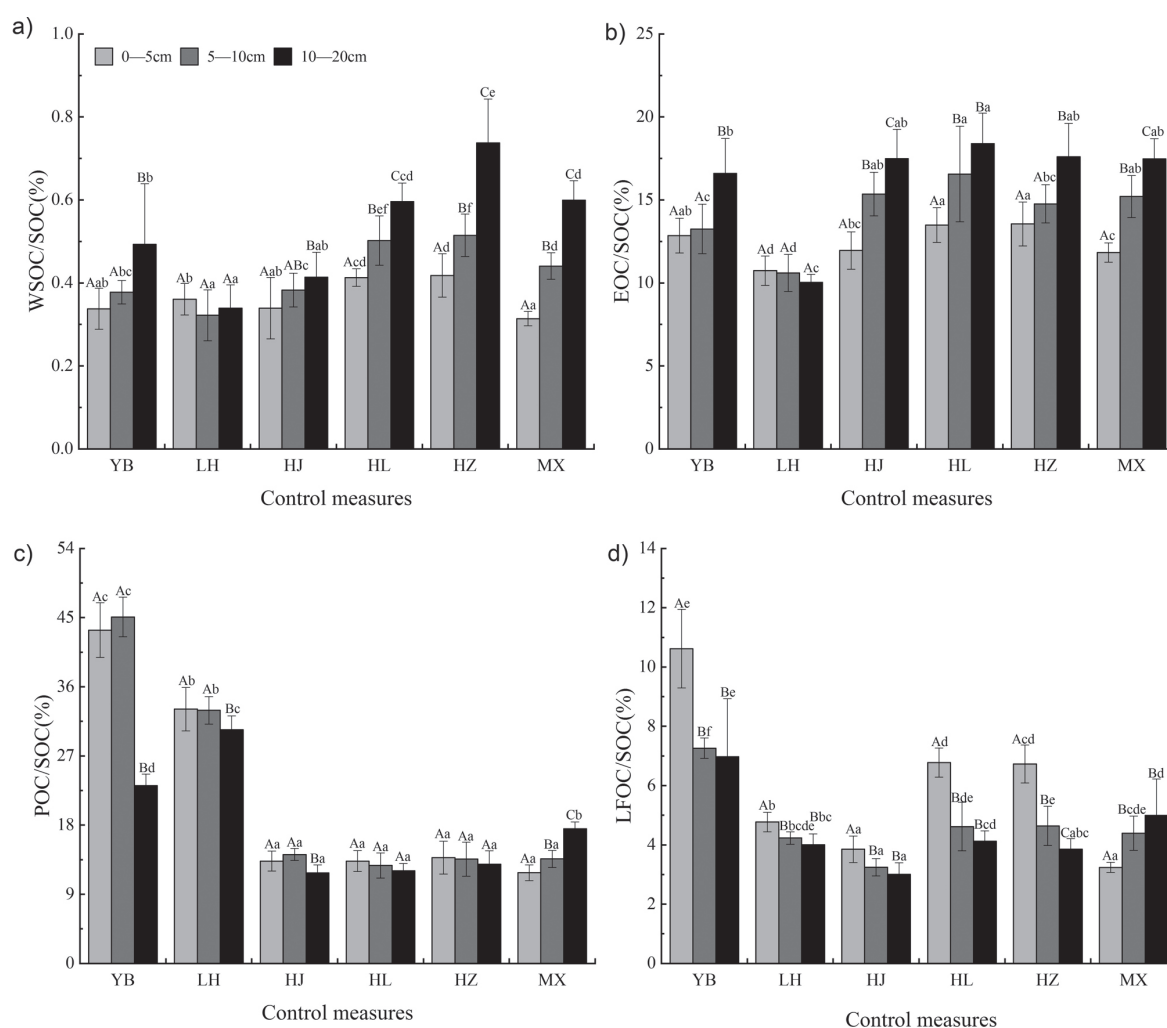 a)
0—5cm 5—10cm 10—20cm
1.0
0.8
0.6
0.4
0.2
0.0
WSOC/SOC(%)
Aab Abc Bb
Ab Aa Aa
Aab ABc Bab
Acd Bef Ccd
Ad Bf Ce
Aa Bd Cd
YB LH HJ HL HZ MX
Control measures
b)
25
20
15
10
5
0
EOC/SOC(%)
Aab Ac Bb
Ad Ad Ac
Abc Bab Cab
Aa Ba Ba
Aa Abc Bab
Ac Bab Cab
YB LH HJ HL HZ MX
Control measures
c)
54
45
36
27
18
9
0
POC/SOC(%)
Ac Ac Bd
Ab Ab Bc
Aa Aa Ba
Aa Aa Aa
Aa Aa Aa
Aa Ba Cb
YB LH HJ HL HZ MX
Control measures
d)
14
12
10
8
6
4
2
0
LFOC/SOC(%)
Ae Bf Be
Ab Bbcde Bbc
Aa Ba Ba
Ad Bde Bcd
Acd Be Cabc
Aa Bcde Bd
YB LH HJ HL HZ MX
Control measures